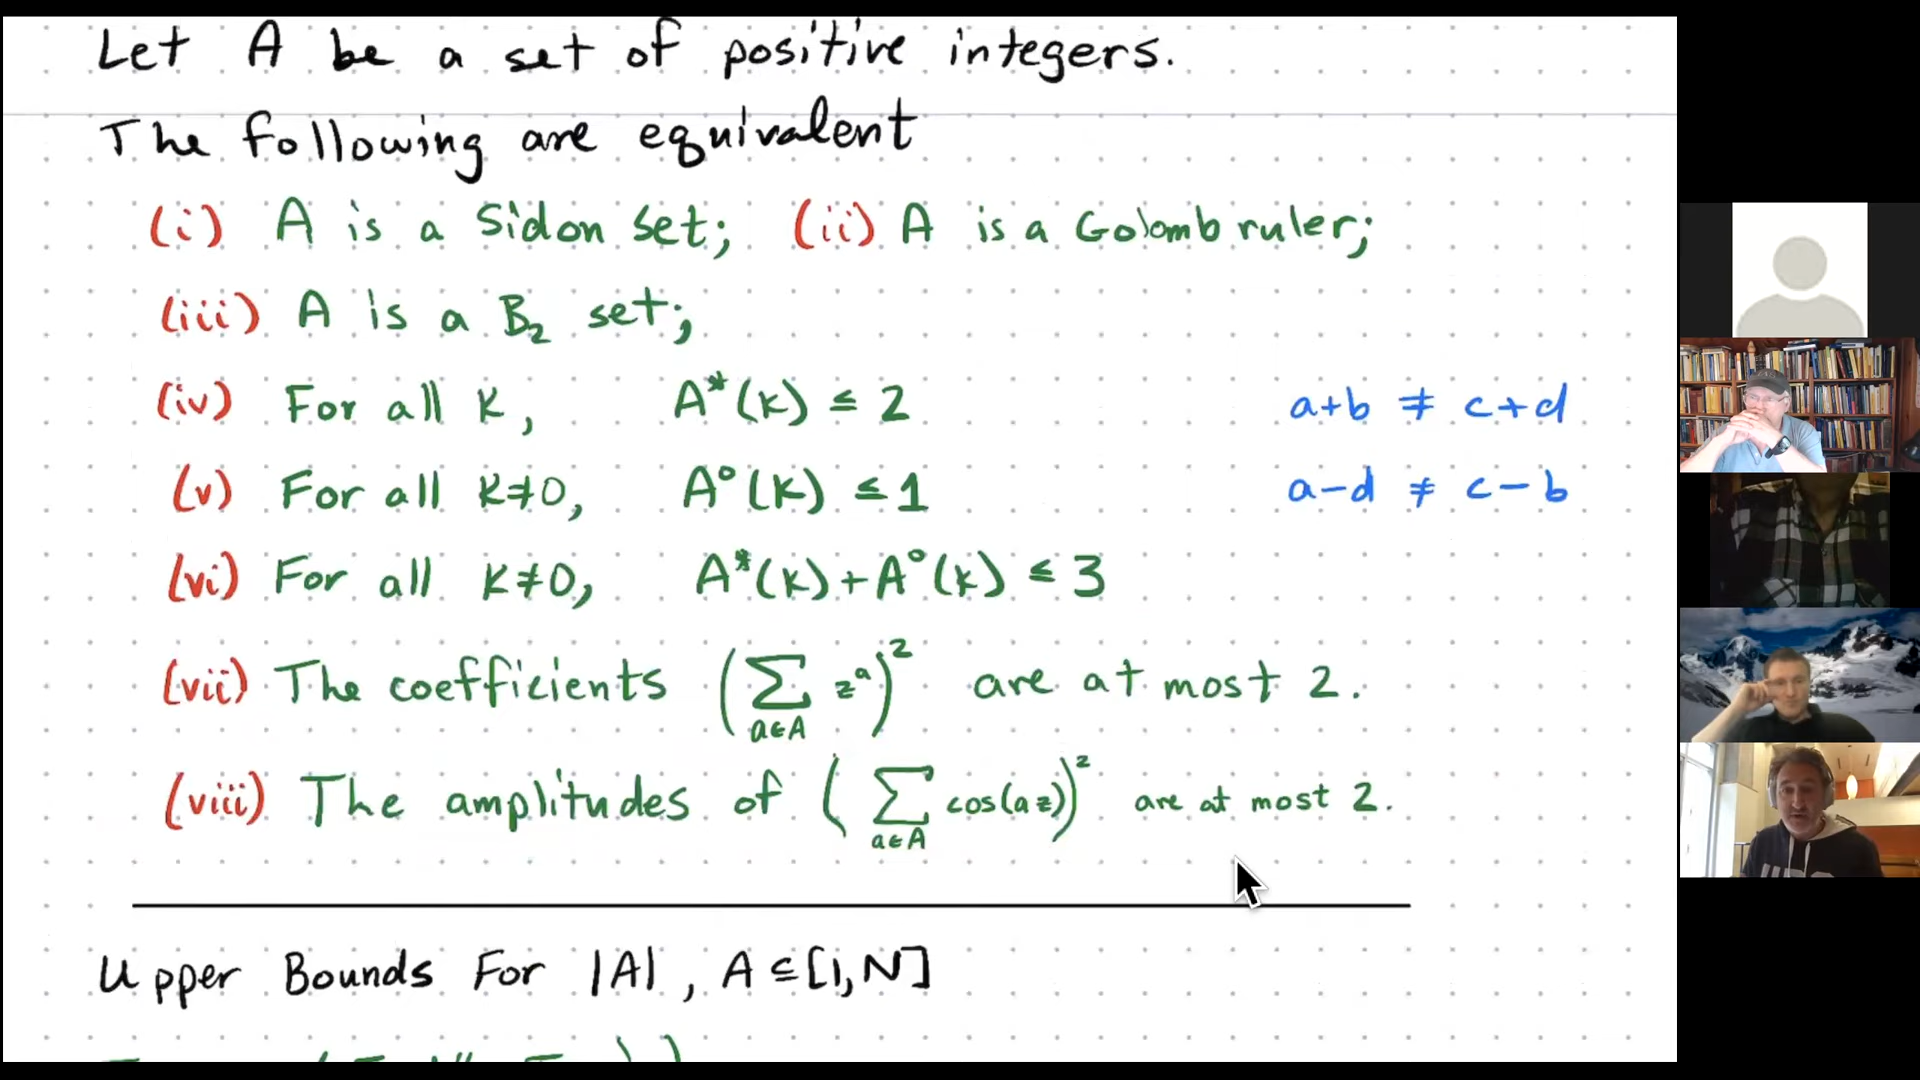 Let A be a set of positive integers.
The following are equivalent
(i) A is a Sidon set; (ii) A is a Golomb ruler;
(iii) A is a B₂ set;
(iv) For all K, A*(K) ≤ 2
a+b ≠ c+d
(v) For all K≠0, A°(K) ≤ 1
a-d ≠ c-b
(vi) For all K≠0, A*(K) + A°(K) ≤ 3
(vii) The coefficients (∑_{a∈A} z^a)² are at most 2.
(viii) The amplitudes of (∑_{a∈A} cos(az))² are at most 2.
Upper Bounds For |A|, A ⊆ [1,N]